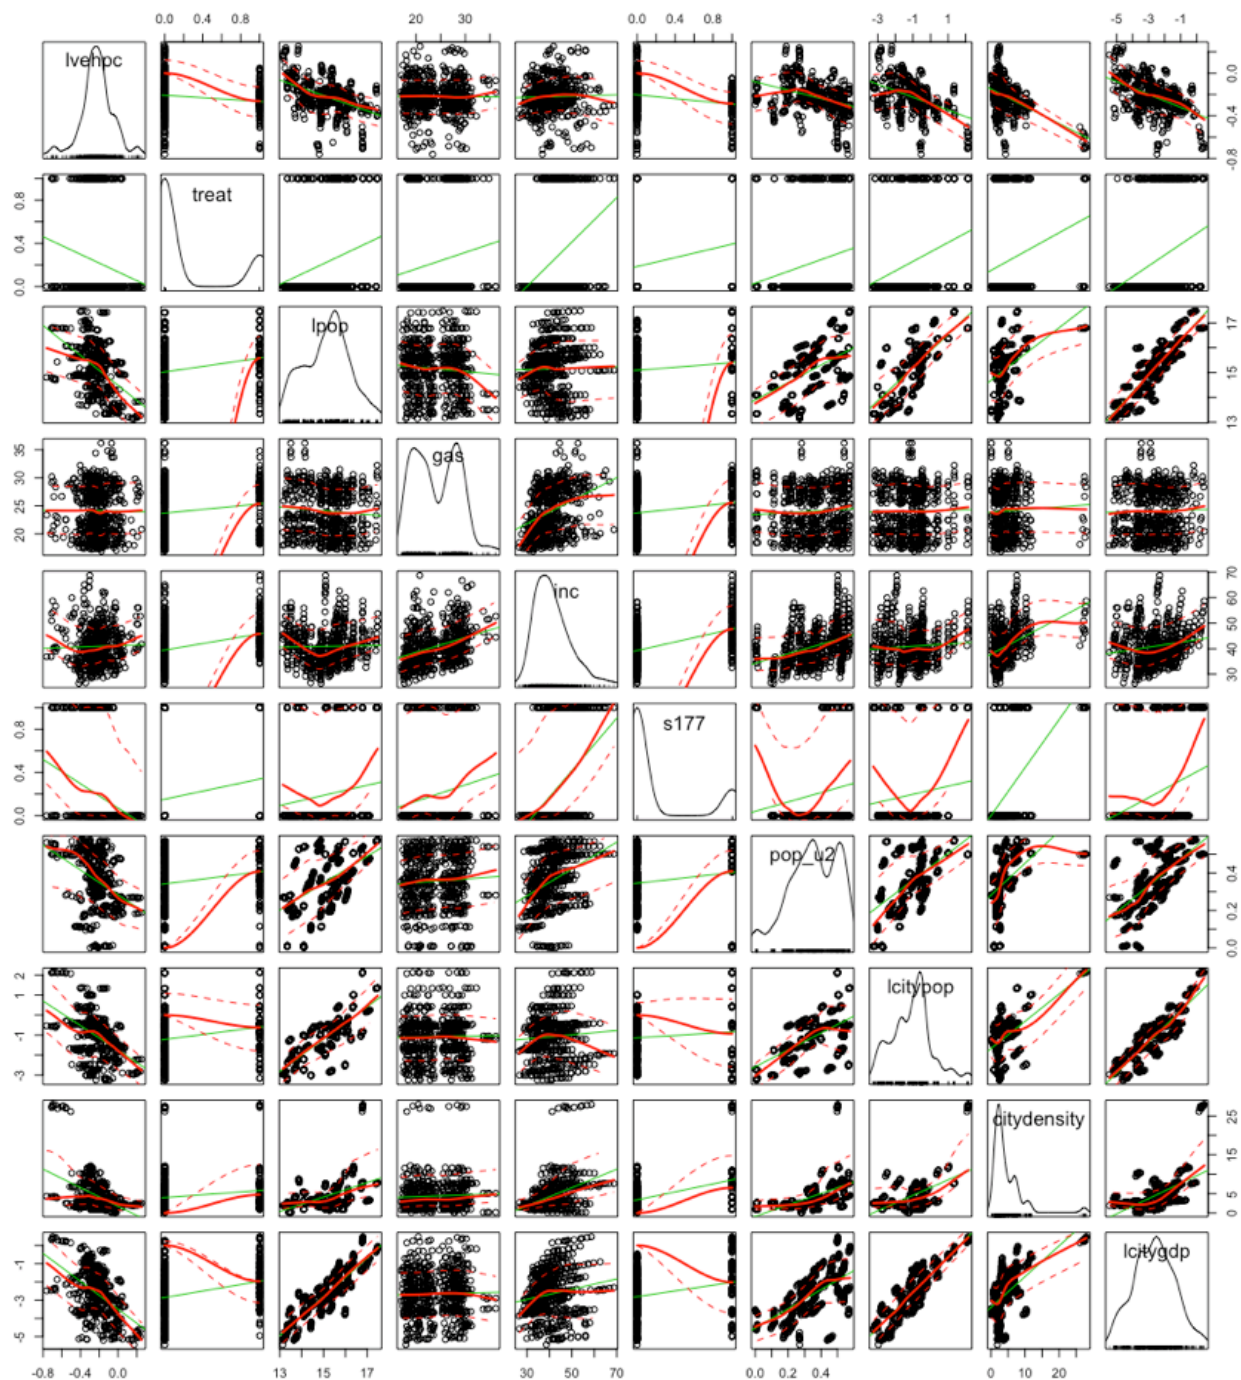 0.0 0.4 0.8 20 30 0.0 0.4 0.8 -3 -1 1 -5 -3 -1
lvehpc
-0.8 -0.4 0.0
treat
0.0 0.4 0.8
lpop
13 15 17
gas
20 25 30 35
inc
30 40 50 60 70
s177
0.0 0.4 0.8
pop_u2
0.0 0.2 0.4
lcitypop
-3 -1 1 2
citydensity
0 5 15 25
lcitygdp
-5 -3 -1
-0.8 -0.4 0.0 13 15 17 30 50 70 0.0 0.2 0.4 0 10 20